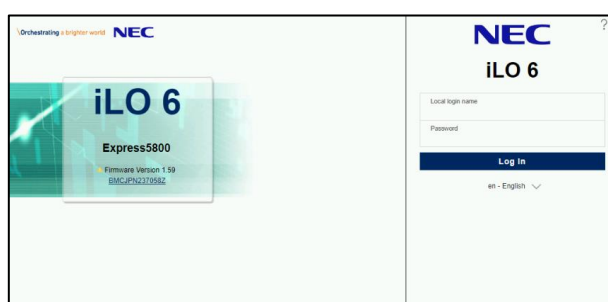 \Orchestrating a brighter world NEC
iLO 6
Express5800
Firmware Version 1.59
BMCJPN237058Z
?
NEC
iLO 6
Local login name
Password
Log In
en - English